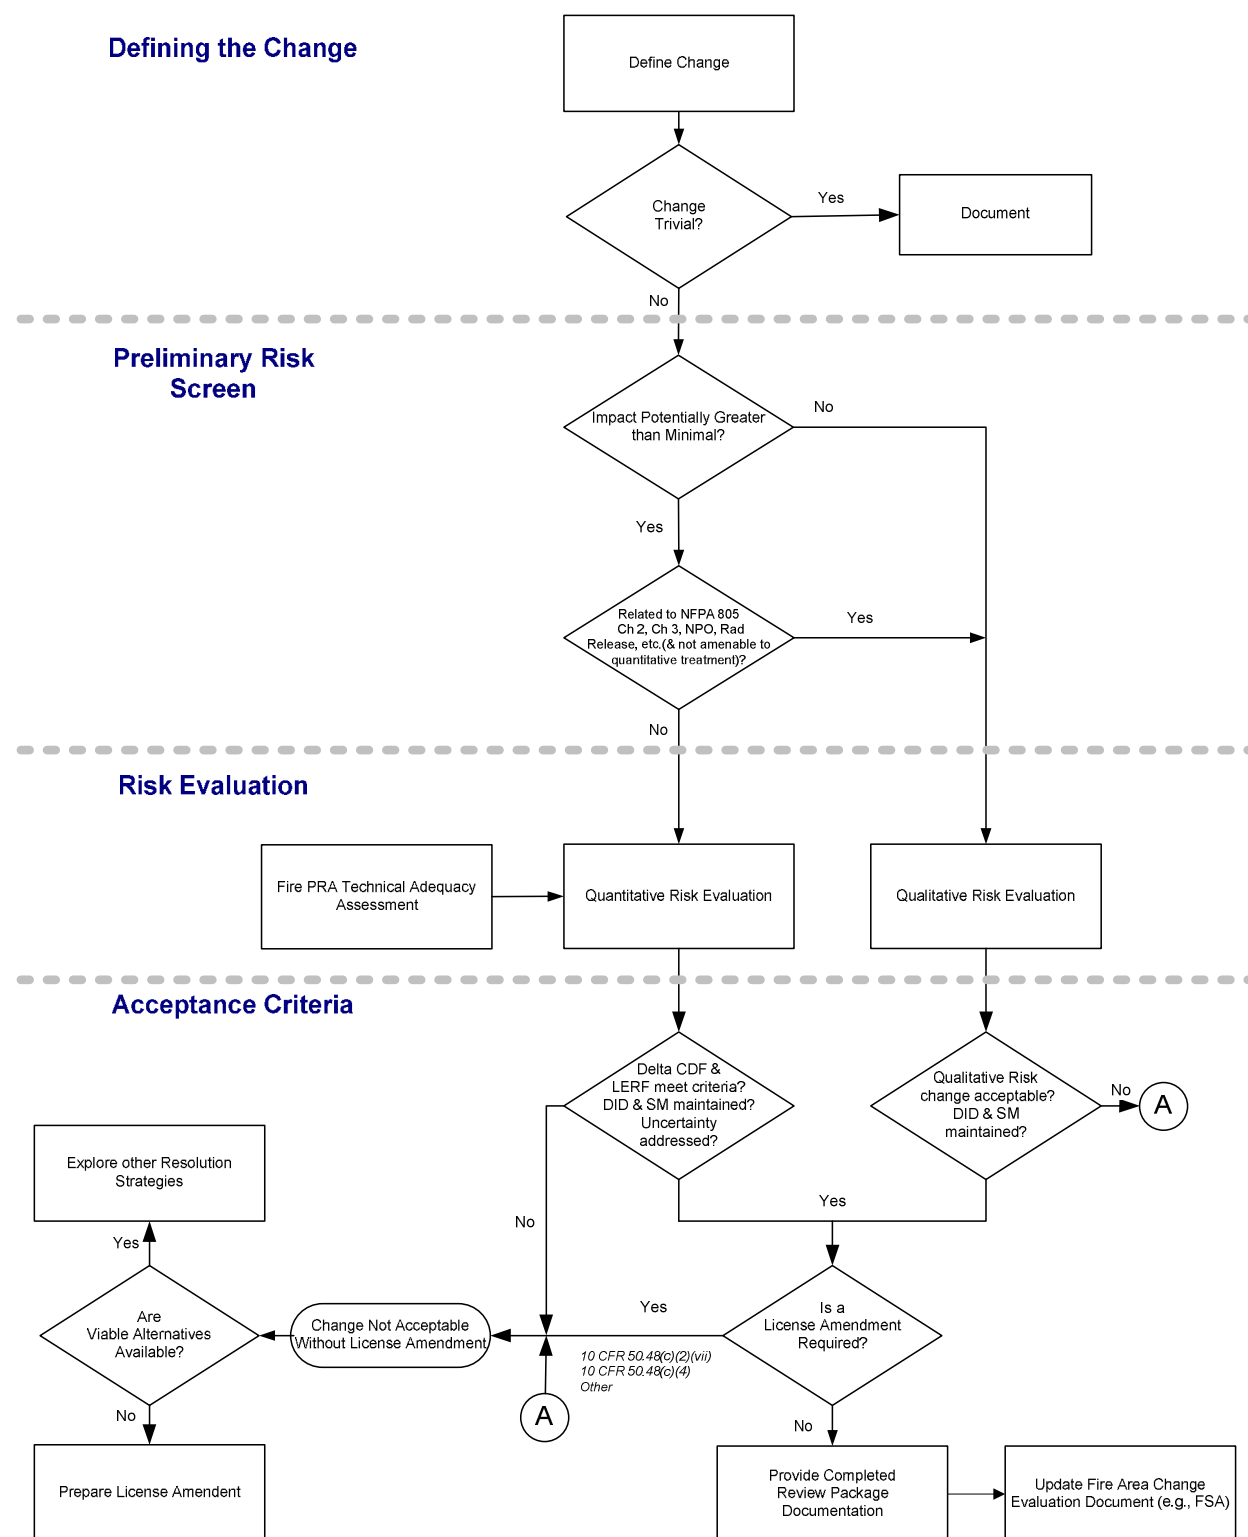 Defining the Change
Define Change
Change
Trivial?
Yes
Document
No
Preliminary Risk
Screen
Impact Potentially Greater
than Minimal?
No
Yes
Related to NFPA 805
Ch 2, Ch 3, NPO, Rad
Release, etc.(& not amenable to
quantitative treatment)?
Yes
No
Risk Evaluation
Fire PRA Technical Adequacy
Assessment
Quantitative Risk Evaluation
Qualitative Risk Evaluation
Acceptance Criteria
Delta CDF &
LERF meet criteria?
DID & SM maintained?
Uncertainty
addressed?
Qualitative Risk
change acceptable?
DID & SM
maintained?
No
A
Explore other Resolution
Strategies
Yes
No
Yes
Are
Viable Alternatives
Available?
Change Not Acceptable
Without License Amendment
Yes
Is a
License Amendment
Required?
10 CFR 50.48(c)(2)(vii)
10 CFR 50.48(c)(4)
Other
A
No
No
Prepare License Amendent
Provide Completed
Review Package
Documentation
Update Fire Area Change
Evaluation Document (e.g., FSA)